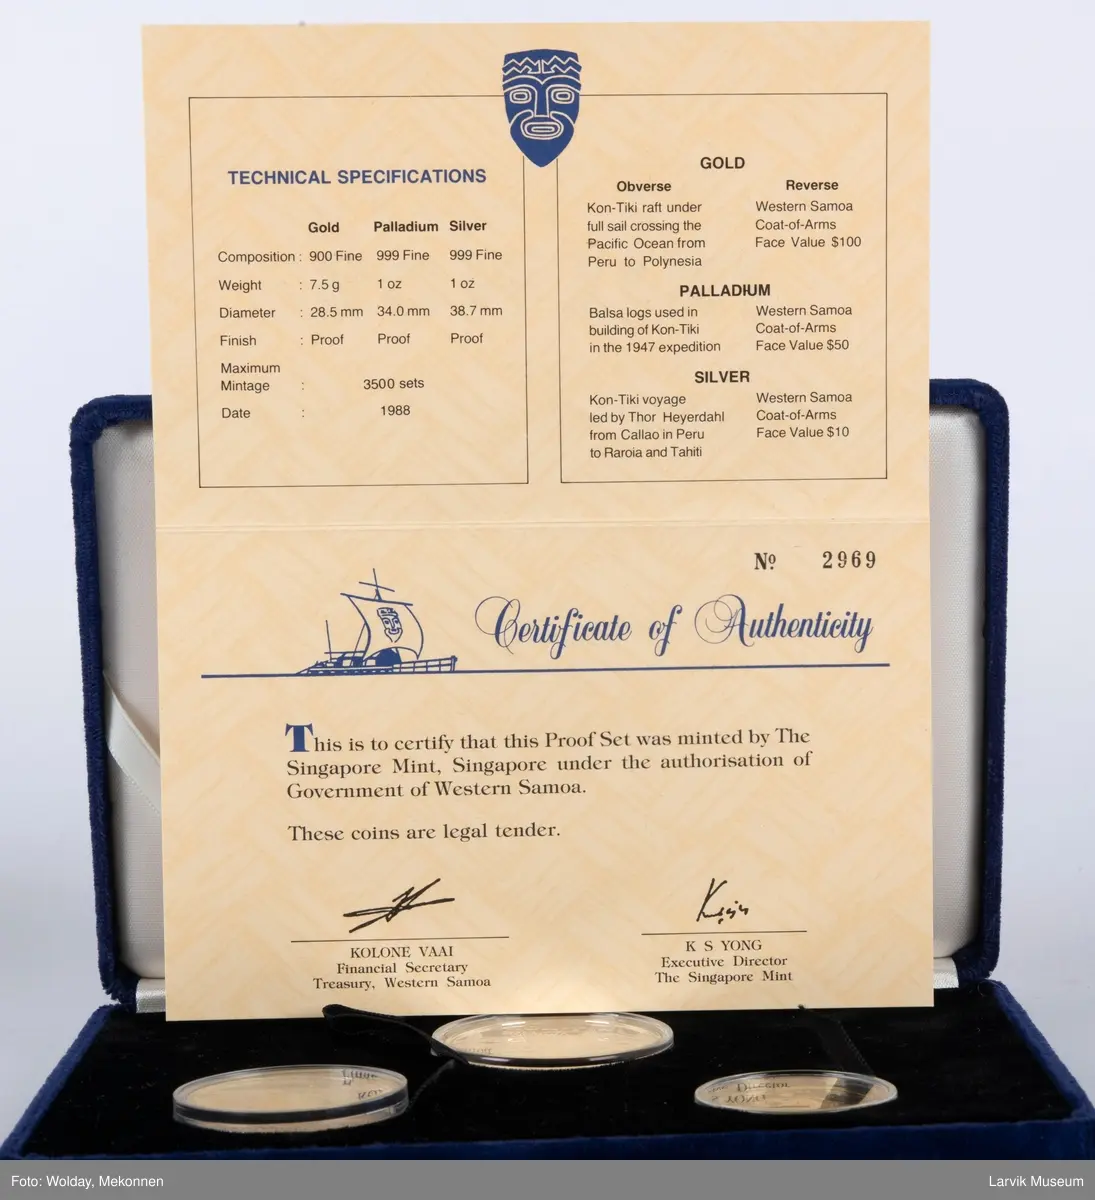 TECHNICAL SPECIFICATIONS
Gold Palladium Silver
Composition : 900 Fine 999 Fine 999 Fine
Weight : 7.5 g 1 oz 1 oz
Diameter : 28.5 mm 34.0 mm 38.7 mm
Finish : Proof Proof Proof
Maximum
Mintage : 3500 sets
Date : 1988
GOLD
Obverse Reverse
Kon-Tiki raft under Western Samoa
full sail crossing the Coat-of-Arms
Pacific Ocean from Face Value $100
Peru to Polynesia
PALLADIUM
Balsa logs used in Western Samoa
building of Kon-Tiki Coat-of-Arms
in the 1947 expedition Face Value $50
SILVER
Kon-Tiki voyage Western Samoa
led by Thor Heyerdahl Coat-of-Arms
from Callao in Peru Face Value $10
to Raroia and Tahiti
No 2969
Certificate of Authenticity
This is to certify that this Proof Set was minted by The
Singapore Mint, Singapore under the authorisation of
Government of Western Samoa.
These coins are legal tender.
KOLONE VAAI
Financial Secretary
Treasury, Western Samoa
K S YONG
Executive Director
The Singapore Mint
Director
Foto: Wolday, Mekonnen
Larvik Museum